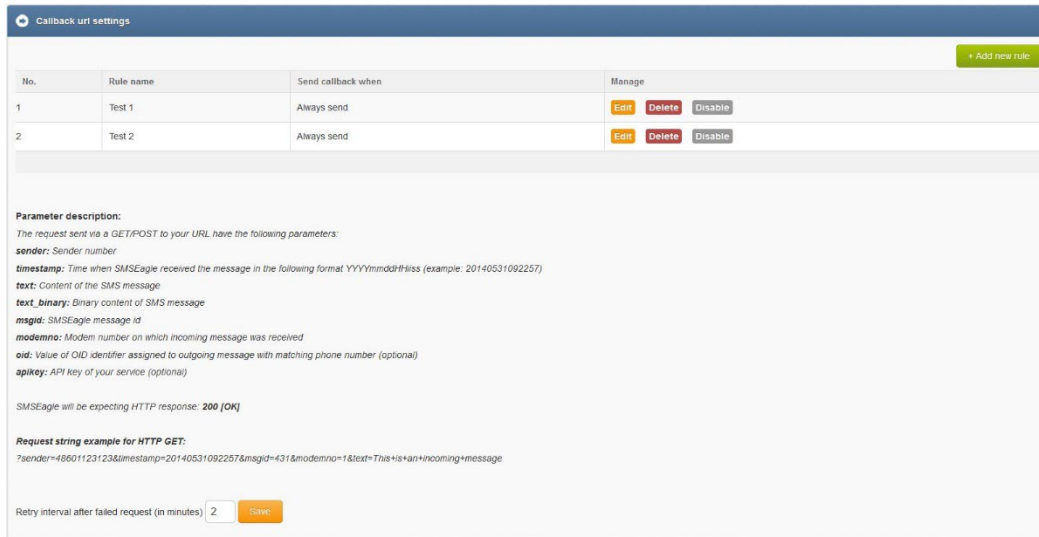 Callback url settings
+ Add new rule
No. Rule name Send callback when Manage
1 Test 1 Always send Edit Delete Disable
2 Test 2 Always send Edit Delete Disable
Parameter description:
The request sent via a GET/POST to your URL have the following parameters:
sender: Sender number
timestamp: Time when SMSEagle received the message in the following format YYYYmmddHHiiss (example: 20140531092257)
text: Content of the SMS message
text_binary: Binary content of SMS message
msgid: SMSEagle message id
modemno: Modem number on which incoming message was received
oid: Value of OID identifier assigned to outgoing message with matching phone number (optional)
apikey: API key of your service (optional)
SMSEagle will be expecting HTTP response: 200 [OK]
Request string example for HTTP GET:
?sender=48601123123&timestamp=20140531092257&msgid=431&modemno=1&text=This+is+an+incoming+message
Retry interval after failed request (in minutes) 2 Save